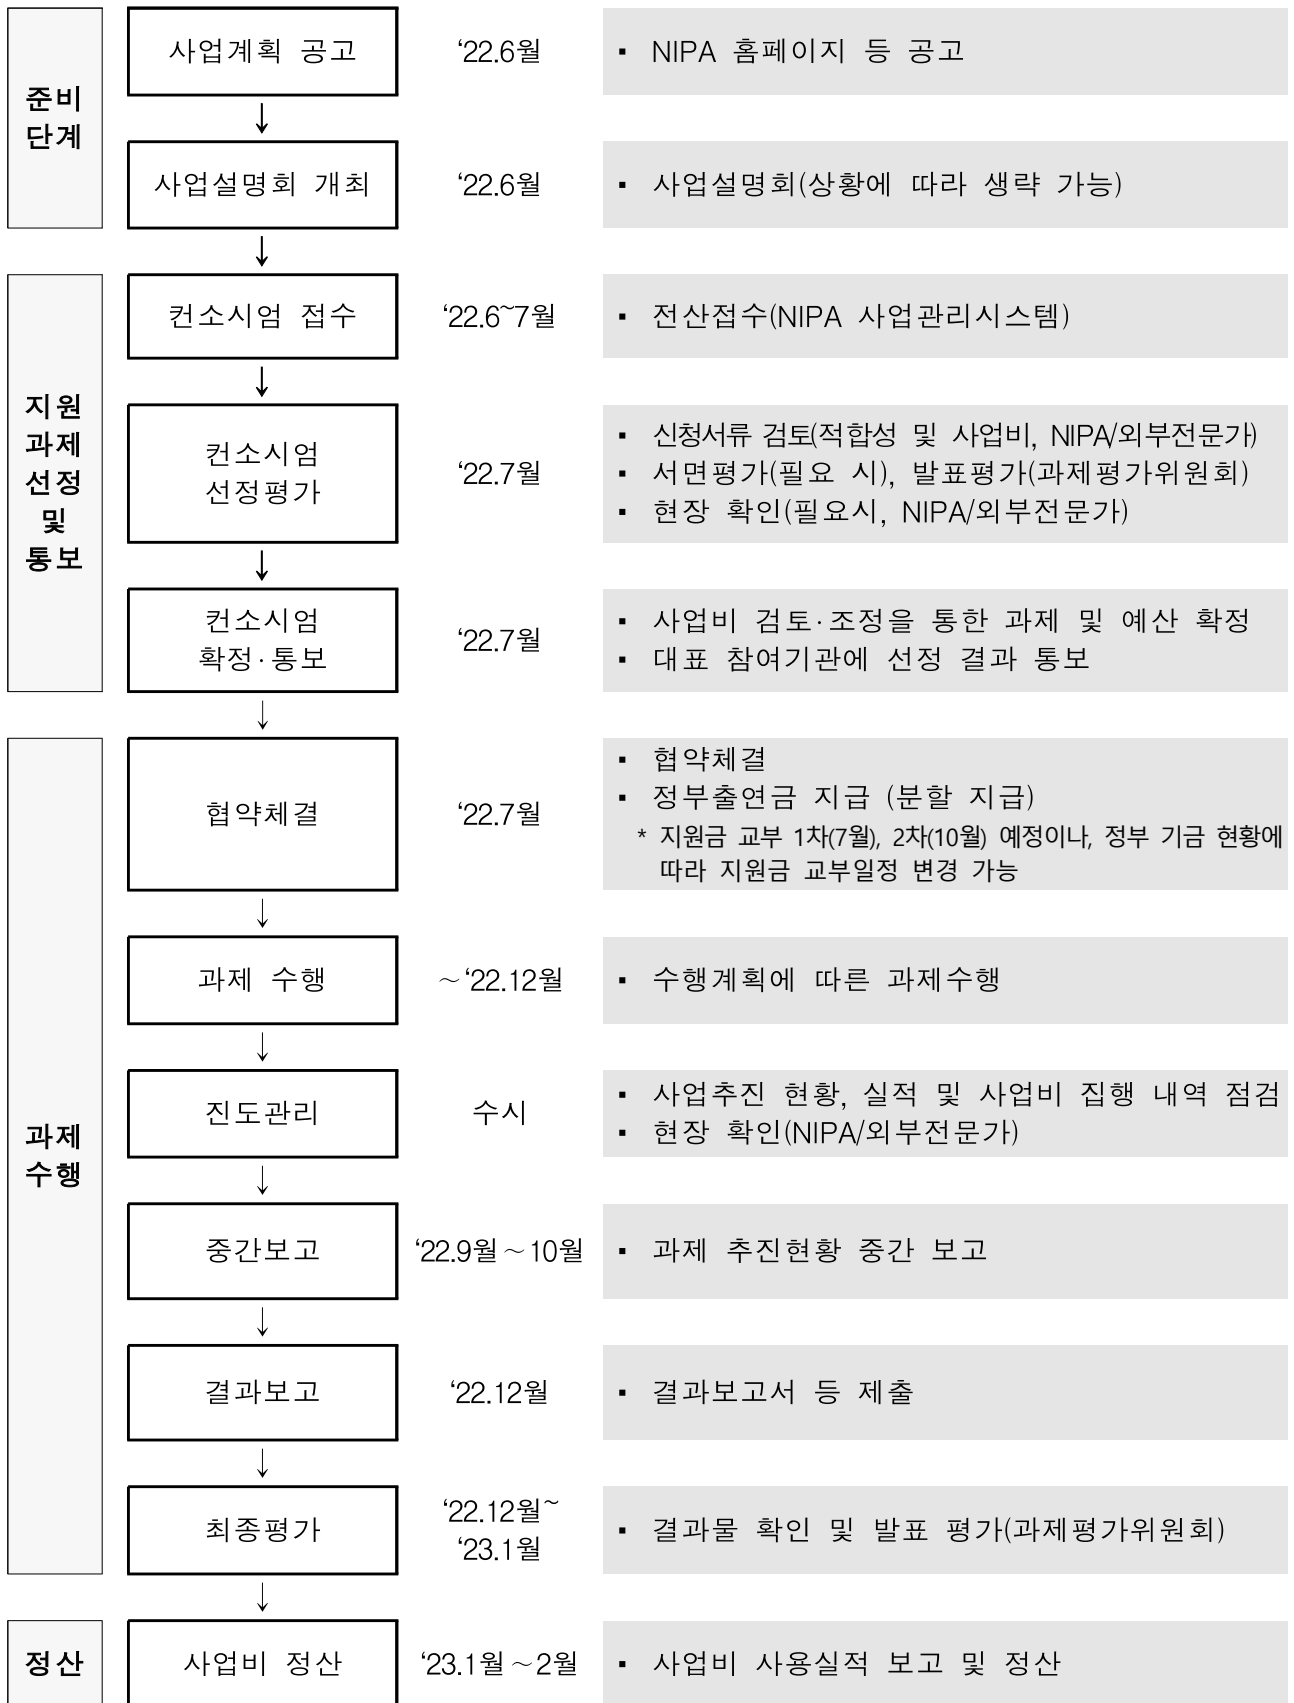 준비
단계
사업계획 공고
‘22.6월
▪ NIPA 홈페이지 등 공고
↓
사업설명회 개최
‘22.6월
▪ 사업설명회(상황에 따라 생략 가능)
↓
지원
과제
선정
및
통보
컨소시엄 접수
‘22.6~7월
▪ 전산접수(NIPA 사업관리시스템)
↓
컨소시엄
선정평가
‘22.7월
▪ 신청서류 검토(적합성 및 사업비, NIPA/외부전문가)
▪ 서면평가(필요 시), 발표평가(과제평가위원회)
▪ 현장 확인(필요시, NIPA/외부전문가)
↓
컨소시엄
확정·통보
‘22.7월
▪ 사업비 검토·조정을 통한 과제 및 예산 확정
▪ 대표 참여기관에 선정 결과 통보
↓
과제
수행
협약체결
‘22.7월
▪ 협약체결
▪ 정부출연금 지급 (분할 지급)
* 지원금 교부 1차(7월), 2차(10월) 예정이나, 정부 기금 현황에
따라 지원금 교부일정 변경 가능
↓
과제 수행
～‘22.12월
▪ 수행계획에 따른 과제수행
↓
진도관리
수시
▪ 사업추진 현황, 실적 및 사업비 집행 내역 점검
▪ 현장 확인(NIPA/외부전문가)
↓
중간보고
‘22.9월～10월
▪ 과제 추진현황 중간 보고
↓
결과보고
‘22.12월
▪ 결과보고서 등 제출
↓
최종평가
‘22.12월~
‘23.1월
▪ 결과물 확인 및 발표 평가(과제평가위원회)
↓
정산
사업비 정산
‘23.1월～2월
▪ 사업비 사용실적 보고 및 정산